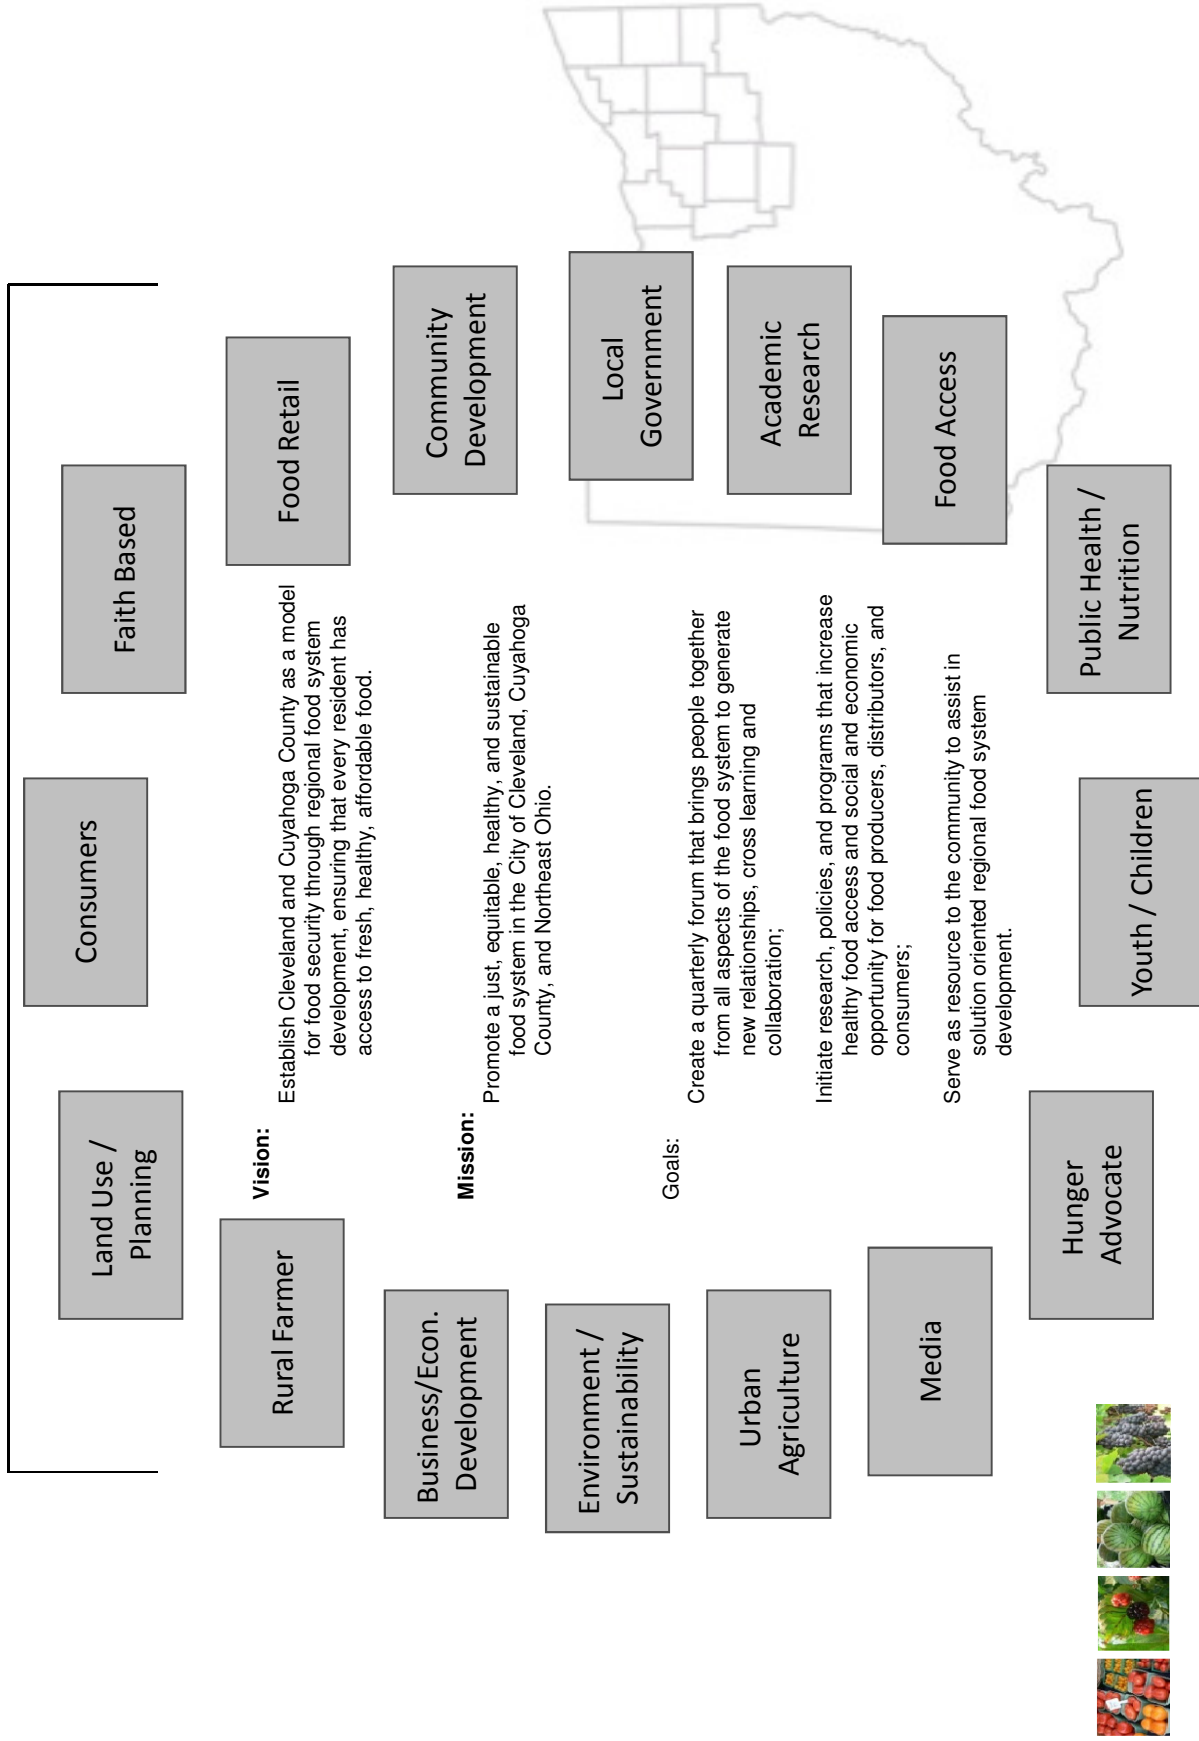 Land Use /
Planning
Consumers
Faith Based
Rural Farmer
Food Retail
Business/Econ.
Development
Community
Development
Environment /
Sustainability
Local
Government
Urban
Agriculture
Academic
Research
Media
Food Access
Hunger
Advocate
Youth / Children
Public Health /
Nutrition
Vision:
Establish Cleveland and Cuyahoga County as a model
for food security through regional food system
development, ensuring that every resident has
access to fresh, healthy, affordable food.
Mission:
Promote a just, equitable, healthy, and sustainable
food system in the City of Cleveland, Cuyahoga
County, and Northeast Ohio.
Goals:
Create a quarterly forum that brings people together
from all aspects of the food system to generate
new relationships, cross learning and
collaboration;
Initiate research, policies, and programs that increase
healthy food access and social and economic
opportunity for food producers, distributors, and
consumers;
Serve as resource to the community to assist in
solution oriented regional food system
development.